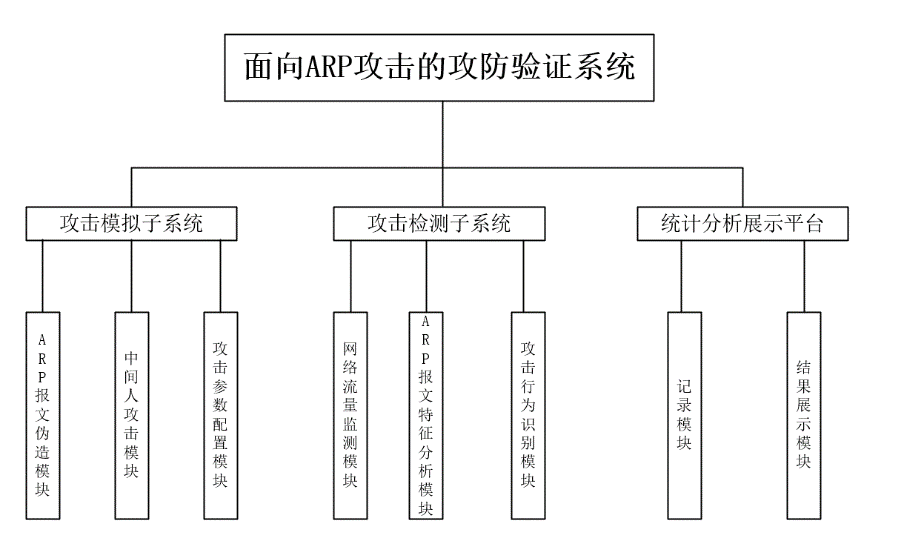 面向ARP攻击的攻防验证系统
攻击模拟子系统
攻击检测子系统
统计分析展示平台
ARP报文伪造模块
中间人攻击模块
攻击参数配置模块
网络流量监测模块
ARP报文特征分析模块
攻击行为识别模块
记录模块
结果展示模块